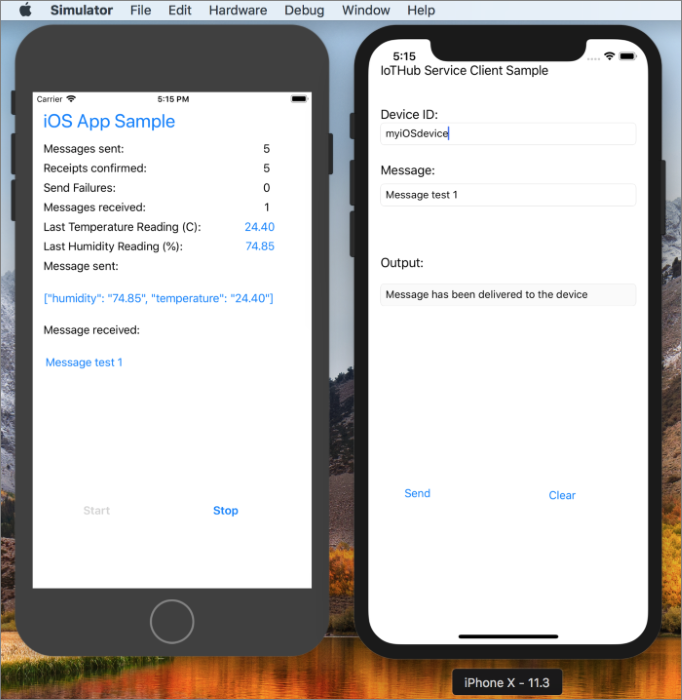 Simulator File Edit Hardware Debug Window Help
Carrier 5:15 PM
iOS App Sample
Messages sent: 5
Receipts confirmed: 5
Send Failures: 0
Messages received: 1
Last Temperature Reading (C): 24.40
Last Humidity Reading (%): 74.85
Message sent:
["humidity": "74.85", "temperature": "24.40"]
Message received:
Message test 1
Start Stop
5:15
IoTHub Service Client Sample
Device ID:
myiOSdevice
Message:
Message test 1
Output:
Message has been delivered to the device
Send Clear
iPhone X - 11.3